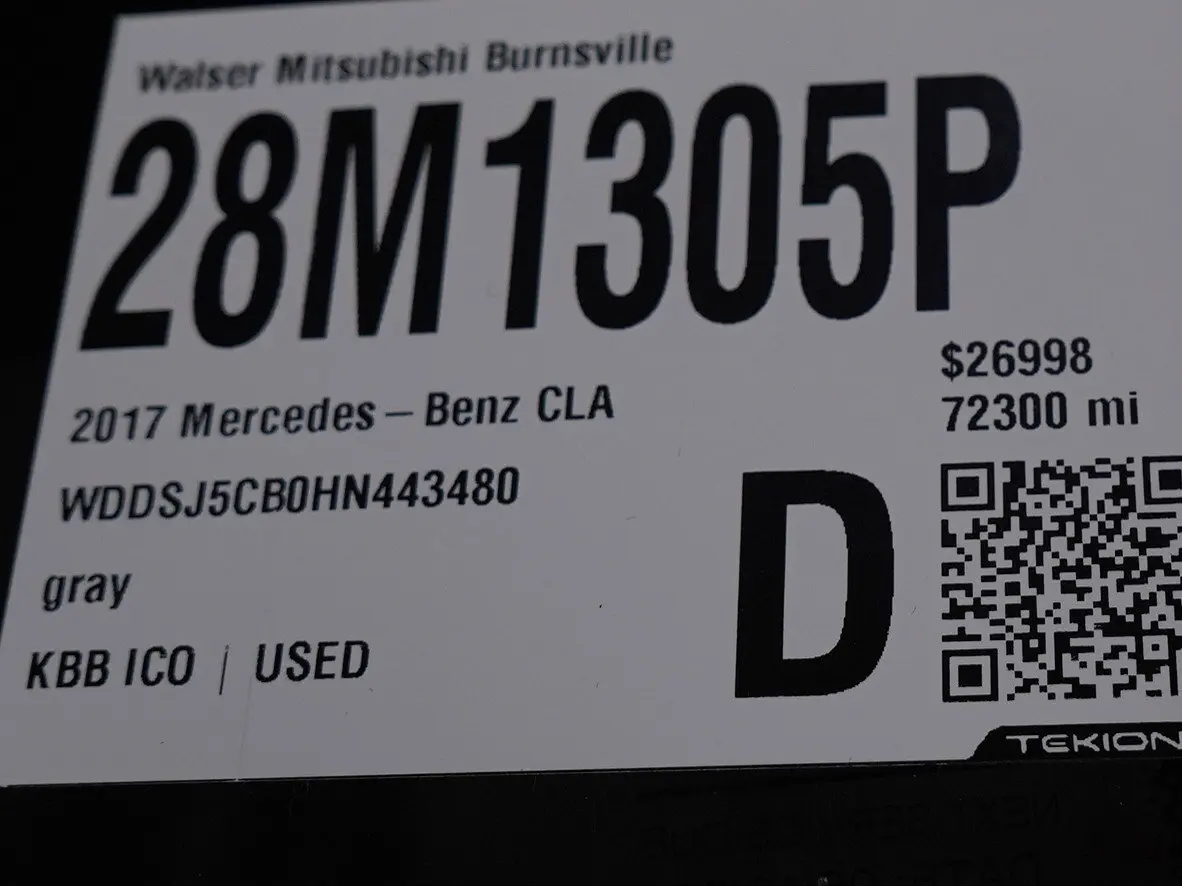 Walser Mitsubishi Burnsville
28M1305P
$26998
2017 Mercedes-Benz CLA
72300 mi
WDDSJ5CB0HN443480
D
gray
KBB ICO | USED
TEKION